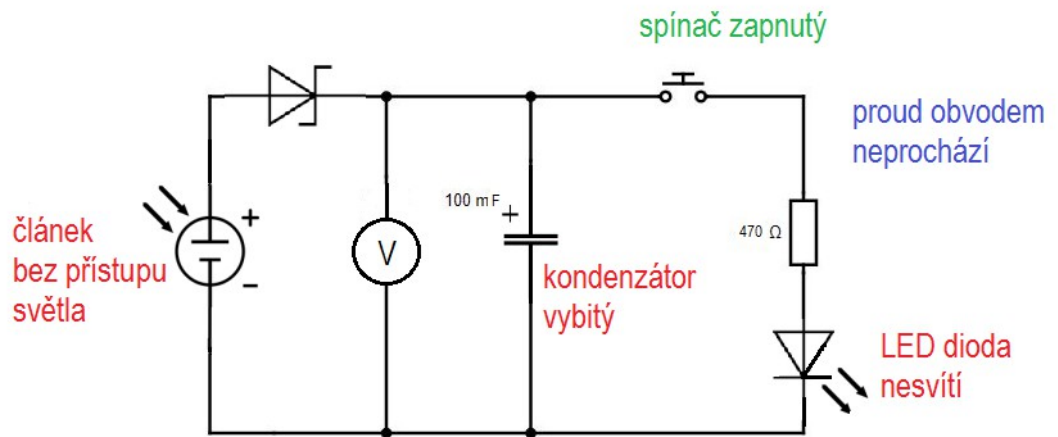 spínač zapnutý
proud obvodem
neprochází
článek
bez přístupu
světla
+
−
V
100 mF
+
kondenzátor
vybitý
470 Ω
LED dioda
nesvítí